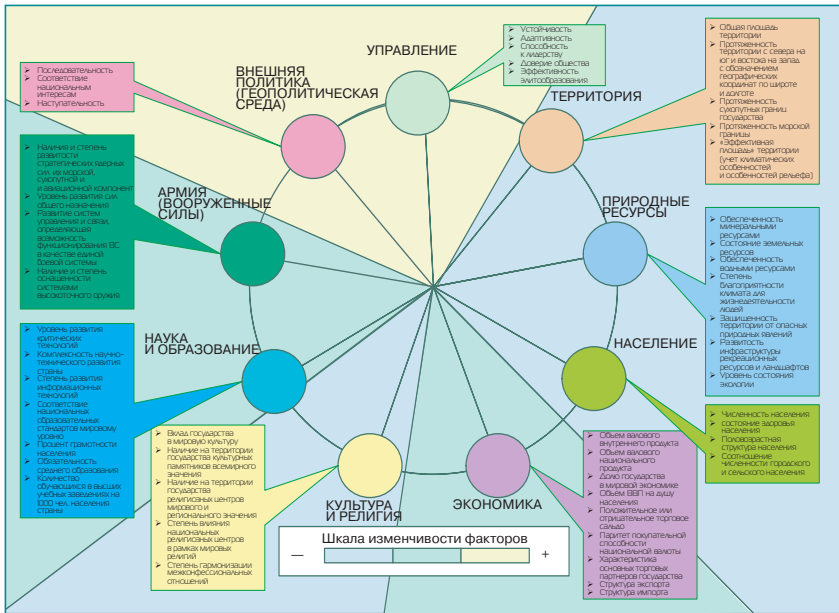 УПРАВЛЕНИЕ
➢ Устойчивость
➢ Адаптивность
➢ Способность
к лидерству
➢ Доверие общества
➢ Эффективность
элитообразования
ТЕРРИТОРИЯ
➢ Общая площадь
территории
➢ Протяженность
территории с севера на
юг и востока на запад
с обозначением
географических
координат по широте
и долготе
➢ Протяженность
сухопутных границ
государства
➢ Протяженность морской
границы
➢ «Эффективная
площадь» территории
(учет климатических
особенностей
и особенностей рельефа)
ПРИРОДНЫЕ
РЕСУРСЫ
➢ Обеспеченность
минеральными
ресурсами
➢ Состояние земельных
ресурсов
➢ Обеспеченность
водными ресурсами
➢ Степень
благоприятности
климата для
жизнедеятельности
людей
➢ Защищенность
территории от опасных
природных явлений
➢ Развитость
инфраструктуры
рекреационных
ресурсов и ландшафтов
➢ Уровень состояния
экологии
НАСЕЛЕНИЕ
➢ Численность населения
➢ состояние здоровья
населения
➢ Половозрастная
структура населения
➢ Соотношение
численности городского
и сельского населения
ЭКОНОМИКА
➢ Объем валового
внутреннего продукта
➢ Объем валового
национального
продукта
➢ Долю государства
в мировой экономике
➢ Объем ВВП на душу
населения
➢ Положительное или
отрицательное торговое
сальдо
➢ Паритет покупательной
способности
национальной валюты
➢ Характеристика
основных торговых
партнеров государства
➢ Структура экспорта
➢ Структура импорта
КУЛЬТУРА
И РЕЛИГИЯ
➢ Вклад государства
в мировую культуру
➢ Наличие на территории
государства культурных
памятников всемирного
значения
➢ Наличие на территории
государства
религиозных центров
мирового и
регионального значения
➢ Степень влияния
национальных
религиозных центров
в рамках мировых
религий
➢ Степень гармонизации
межконфессиональных
отношений
НАУКА
И ОБРАЗОВАНИЕ
➢ Уровень развития
критических
технологий
➢ Комплексность научно-
технического развития
страны
➢ Степень развития
информационных
технологий
➢ Соответствие
национальных
образовательных
стандартов мировому
уровню
➢ Процент грамотности
населения
➢ Обязательность
среднего образования
➢ Количество
обучающихся в высших
учебных заведениях на
1000 чел. населения
страны
АРМИЯ
(ВООРУЖЕННЫЕ
СИЛЫ)
➢ Наличия и степень
развитости
стратегических ядерных
сил, их морской,
сухопутной и
и авиационной компонент
➢ Уровень развития сил
общего назначения
➢ Развитие систем
управления и связи,
определяющая
возможность
функционирования ВС
в качестве единой
боевой системы
➢ Наличие и степень
оснащенности
системами
высокоточного оружия
ВНЕШНЯЯ
ПОЛИТИКА
(ГЕОПОЛИТИЧЕСКАЯ
СРЕДА)
➢ Последовательность
➢ Соответствие
национальным
интересам
➢ Наступательность
Шкала изменчивости факторов
— +